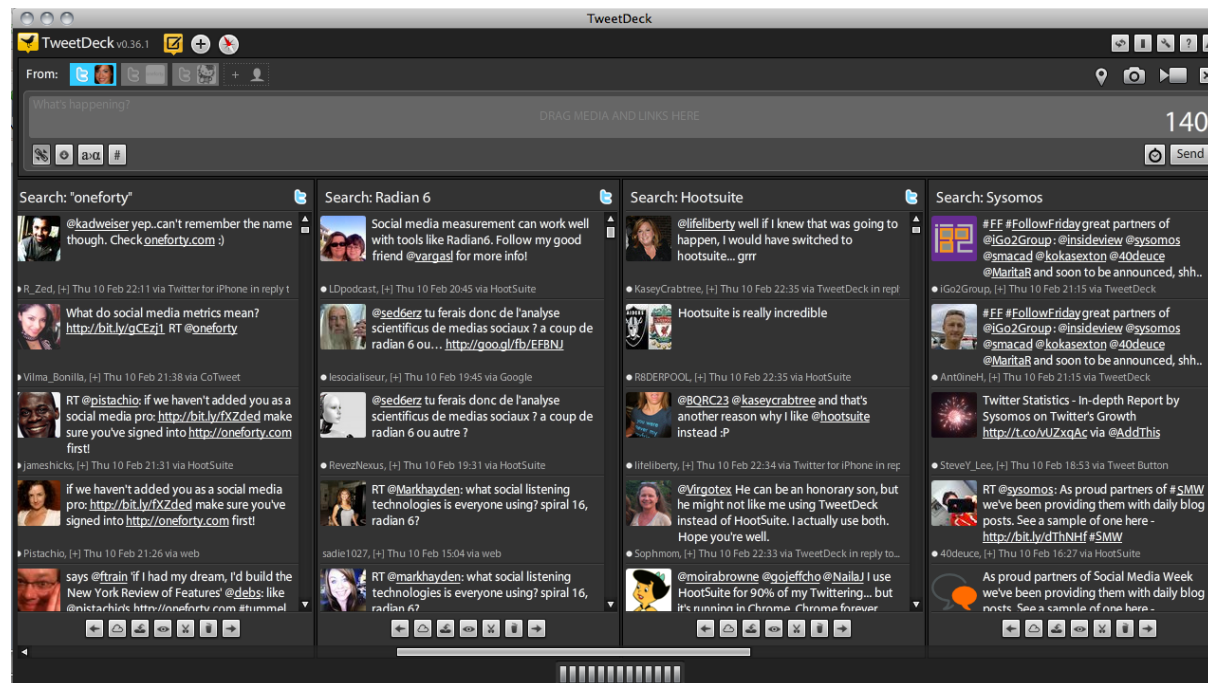 TweetDeck
TweetDeck v0.36.1
?
From:
+
What's happening?
DRAG MEDIA AND LINKS HERE
140
a›α
#
Send
Search: "oneforty"
@kadweiser yep..can't remember the name
though. Check oneforty.com :)
R_Zed, [+] Thu 10 Feb 22:11 via Twitter for iPhone in reply t
What do social media metrics mean?
http://bit.ly/gCEzj1 RT @oneforty
Vilma_Bonilla, [+] Thu 10 Feb 21:38 via CoTweet
RT @pistachio: if we haven't added you as a
social media pro: http://bit.ly/fXZded make
sure you've signed into http://oneforty.com
first!
jameshicks, [+] Thu 10 Feb 21:31 via HootSuite
if we haven't added you as a social media
pro: http://bit.ly/fXZded make sure you've
signed into http://oneforty.com first!
Pistachio, [+] Thu 10 Feb 21:26 via web
says @ftrain 'if I had my dream, I'd build the
New York Review of Features' @debs: like
@pistachio's http://oneforty.com #tummel
Search: Radian 6
Social media measurement can work well
with tools like Radian6. Follow my good
friend @vargasl for more info!
LDpodcast, [+] Thu 10 Feb 20:45 via HootSuite
@sed6erz tu ferais donc de l'analyse
scientificus de medias sociaux ? a coup de
radian 6 ou… http://goo.gl/fb/EFBNJ
lesocialiseur, [+] Thu 10 Feb 19:45 via Google
@sed6erz tu ferais donc de l'analyse
scientificus de medias sociaux ? a coup de
radian 6 ou autre ?
RevezNexus, [+] Thu 10 Feb 19:31 via HootSuite
RT @Markhayden: what social listening
technologies is everyone using? spiral 16,
radian 6?
sadie1027, [+] Thu 10 Feb 15:04 via web
RT @markhayden: what social listening
technologies is everyone using? spiral 16,
radian 6?
Search: Hootsuite
@lifeliberty well if I knew that was going to
happen, I would have switched to
hootsuite... grrr
KaseyCrabtree, [+] Thu 10 Feb 22:35 via TweetDeck in repl
Hootsuite is really incredible
R8DERPOOL, [+] Thu 10 Feb 22:35 via HootSuite
@BQRC23 @kaseycrabtree and that's
another reason why I like @hootsuite
instead :P
lifeliberty, [+] Thu 10 Feb 22:34 via Twitter for iPhone in rep
@Virgotex He can be an honorary son, but
he might not like me using TweetDeck
instead of HootSuite. I actually use both.
Hope you're well.
Sophmom, [+] Thu 10 Feb 22:33 via TweetDeck in reply to...
@moirabrowne @gojeffcho @NailaJ I use
HootSuite for 90% of my Twittering... but
it's running in Chrome. Chrome forever
Search: Sysomos
#FF #FollowFriday great partners of
@iGo2Group : @insideview @sysomos
@smacad @kokasexton @40deuce
@MaritaR and soon to be announced, shh..
iGo2Group, [+] Thu 10 Feb 21:15 via TweetDeck
#FF #FollowFriday great partners of
@iGo2Group : @insideview @sysomos
@smacad @kokasexton @40deuce
@MaritaR and soon to be announced, shh..
Ant0ineH, [+] Thu 10 Feb 21:15 via TweetDeck
Twitter Statistics - In-depth Report by
Sysomos on Twitter's Growth
http://t.co/vUZxqAc via @AddThis
SteveY_Lee, [+] Thu 10 Feb 18:53 via Tweet Button
RT @sysomos: As proud partners of #SMW
we've been providing them with daily blog
posts. See a sample of one here -
http://bit.ly/dThNHf #SMW
40deuce, [+] Thu 10 Feb 16:27 via HootSuite
As proud partners of Social Media Week
we've been providing them with daily blog
posts. See a sample of one here -